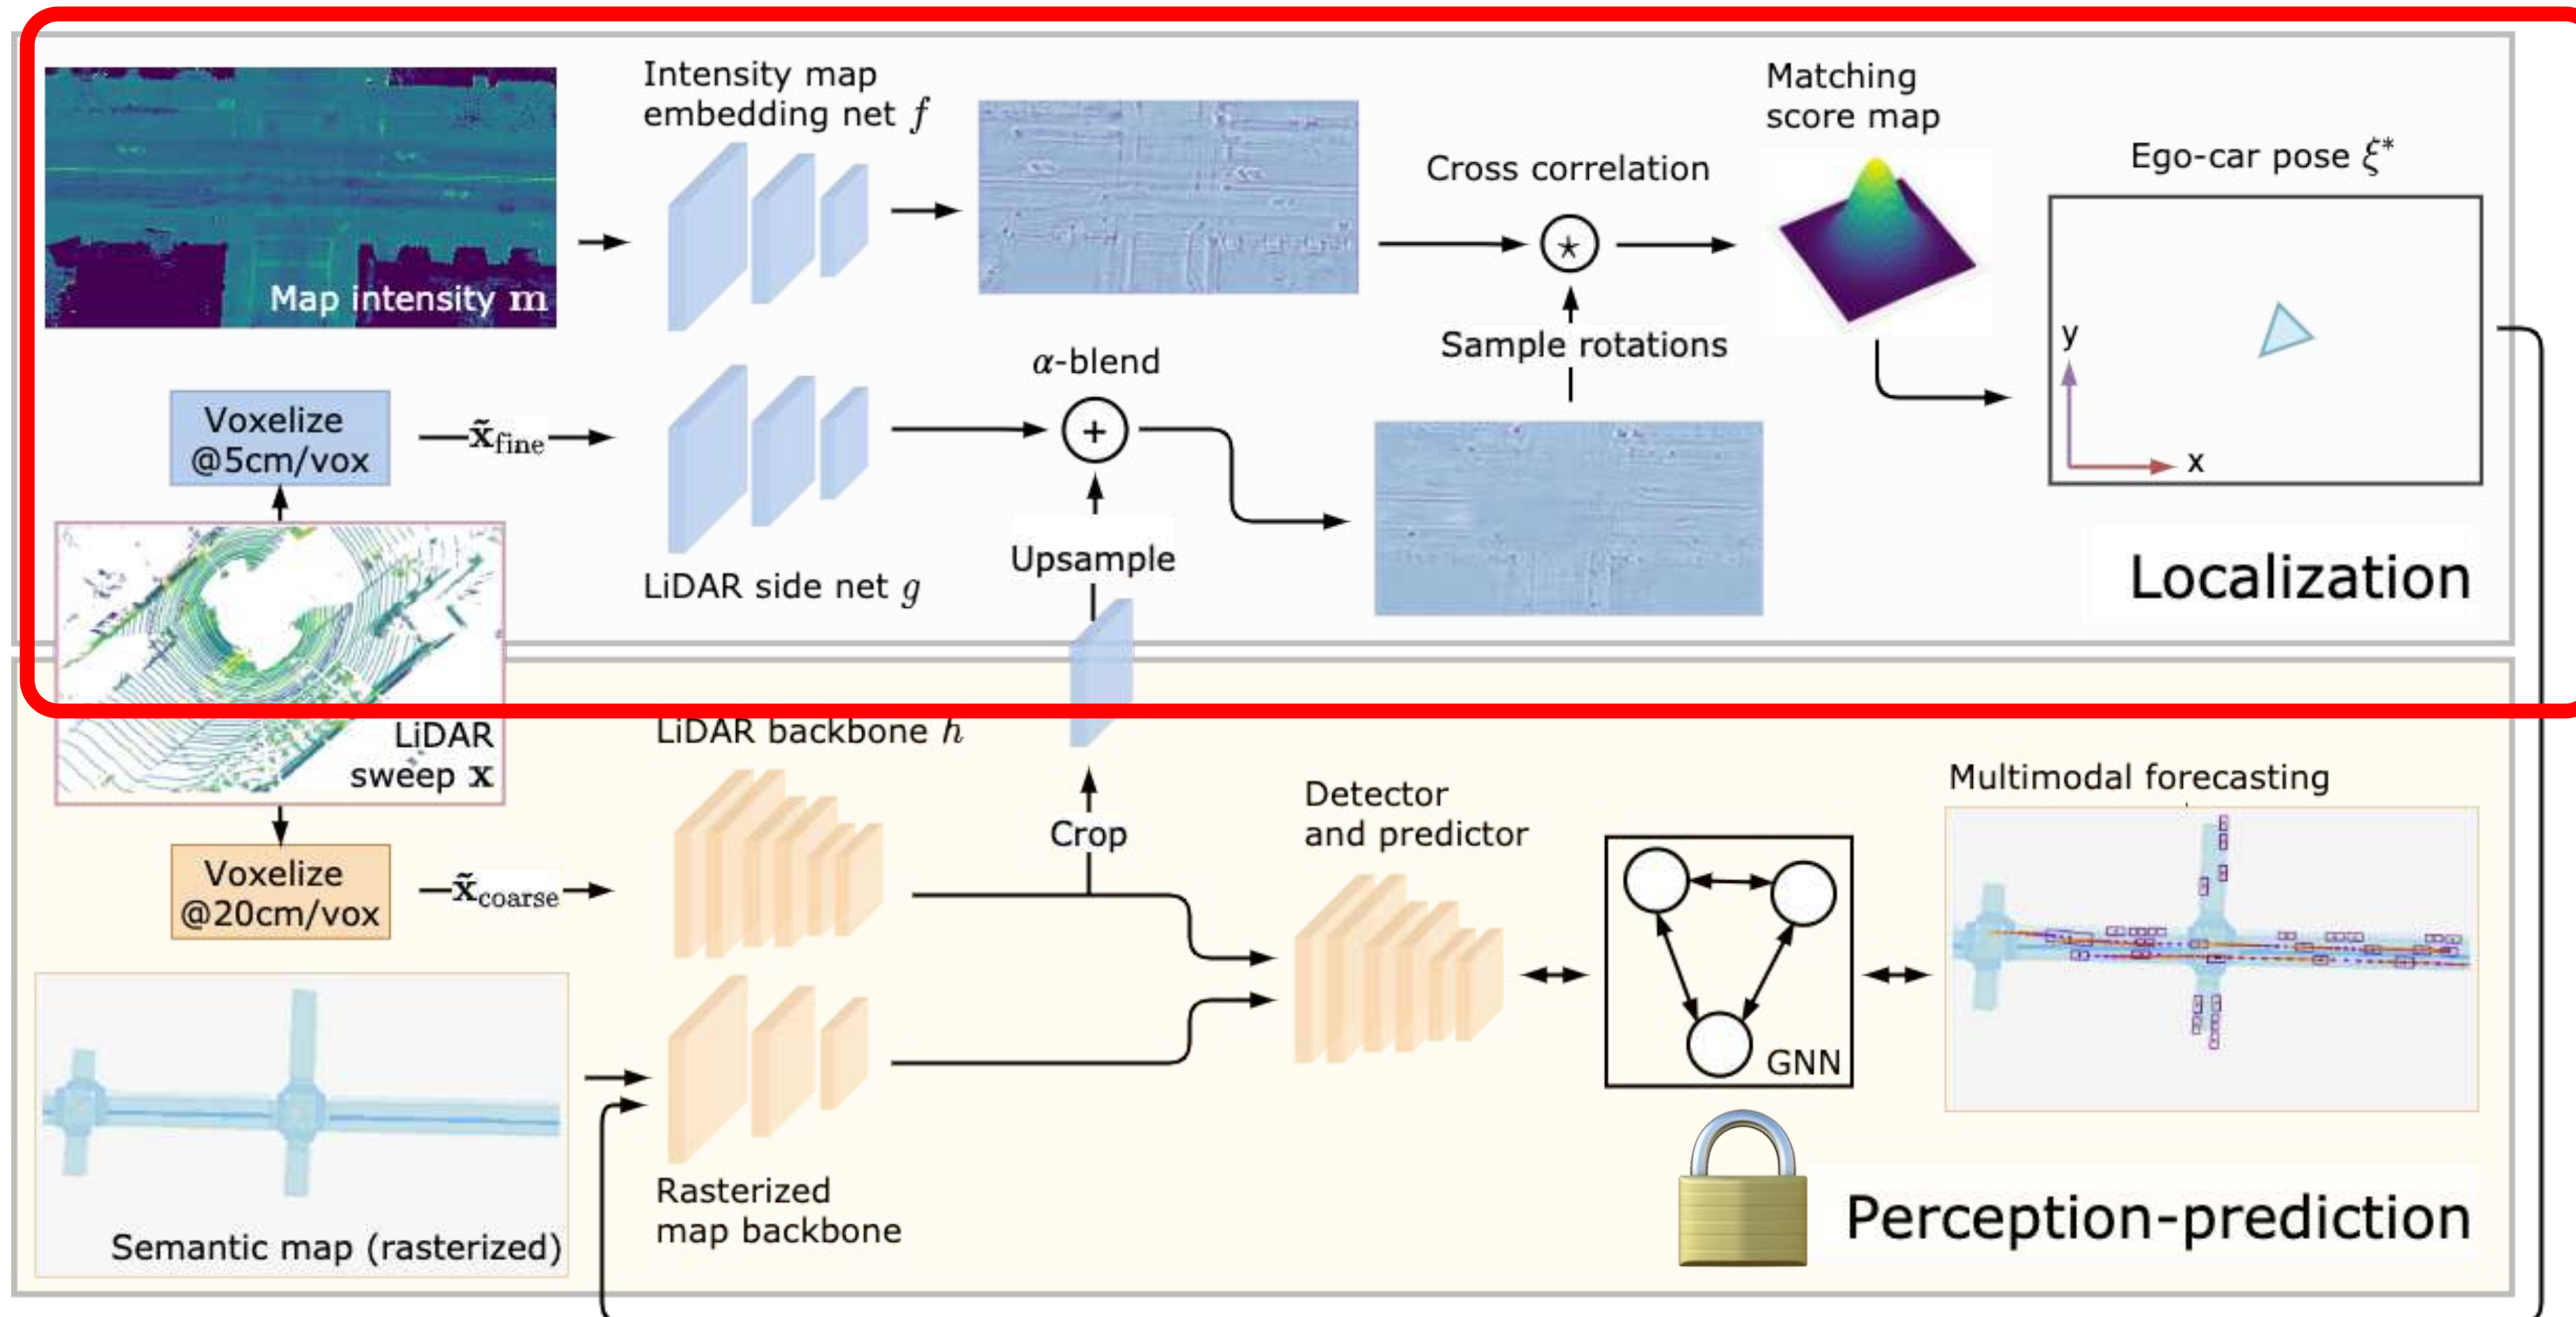 Intensity map
embedding net f
Map intensity m
Matching
score map
Cross correlation
Ego-car pose ξ*
Sample rotations
α-blend
+
⋆
y
x
Voxelize
@5cm/vox
x̃fine
LiDAR side net g
Upsample
Localization
LiDAR
sweep x
LiDAR backbone h
Crop
Voxelize
@20cm/vox
x̃coarse
Detector
and predictor
GNN
Multimodal forecasting
Semantic map (rasterized)
Rasterized
map backbone
Perception-prediction